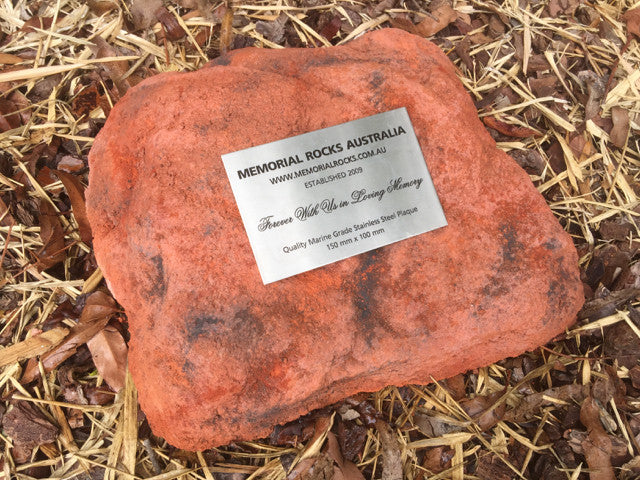 MEMORIAL ROCKS AUSTRALIA
WWW.MEMORIALROCKS.COM.AU
ESTABLISHED 2009
Forever With Us in Loving Memory
Quality Marine Grade Stainless Steel Plaque
150 mm x 100 mm